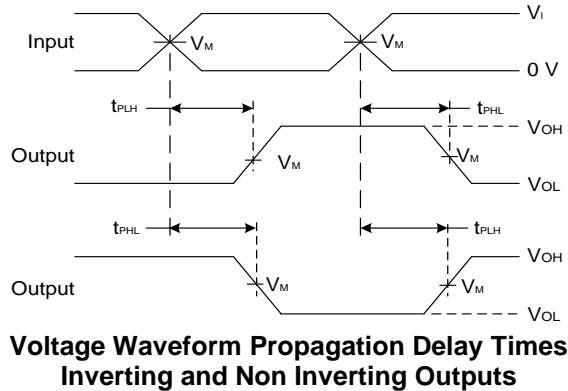 VI
Input
VM
VM
0 V
tPLH
tPHL
VOH
Output
VM
VM
VOL
tPHL
tPLH
VOH
Output
VM
VM
VOL
Voltage Waveform Propagation Delay Times
Inverting and Non Inverting Outputs